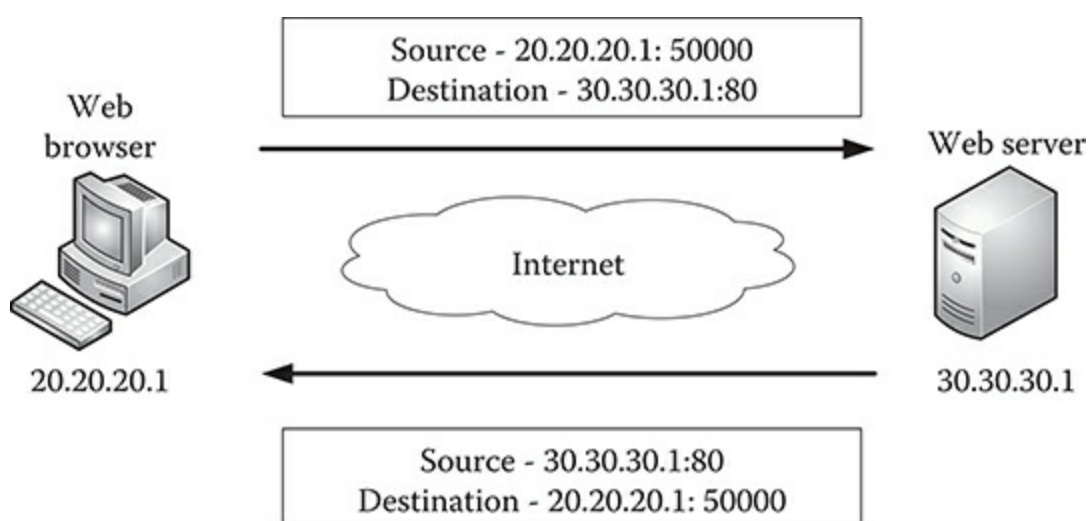 Source - 20.20.20.1: 50000
Destination - 30.30.30.1:80
Web
browser
Web server
Internet
20.20.20.1
30.30.30.1
Source - 30.30.30.1:80
Destination - 20.20.20.1: 50000